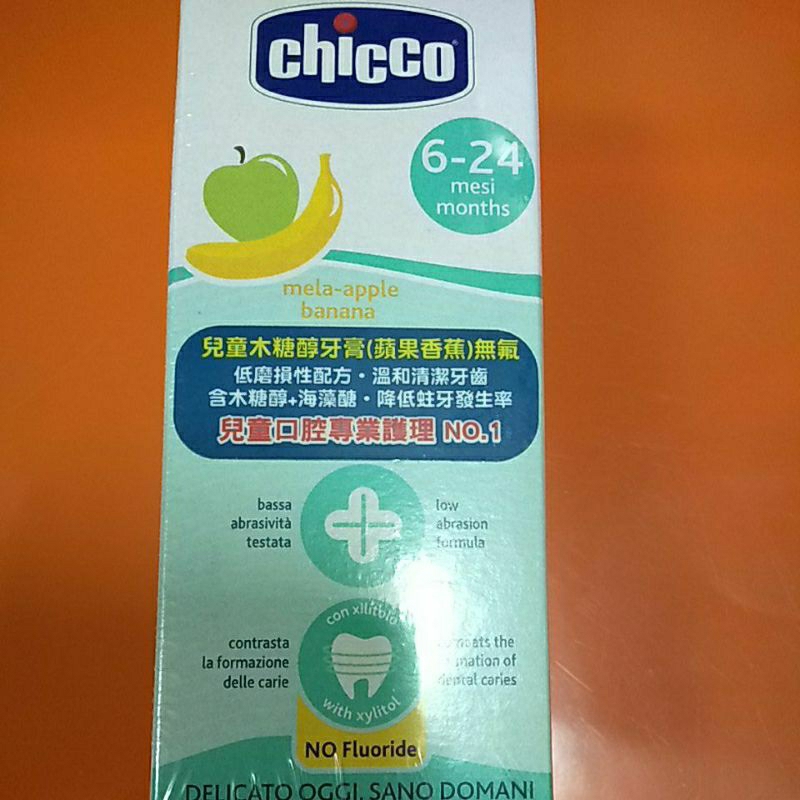 chicco
6-24
mesi
months
mela-apple
banana
兒童木糖醇牙膏(蘋果香蕉)無氟
低磨損性配方・溫和清潔牙齒
含木糖醇+海藻醣・降低蛀牙發生率
兒童口腔專業護理 NO.1
bassa
abrasività
testata
low
abrasion
formula
con xilitolo
contrasta
la formazione
delle carie
the
of
dental caries
with xylitol
NO Fluoride
DELICATO OGGI, SANO DOMANI